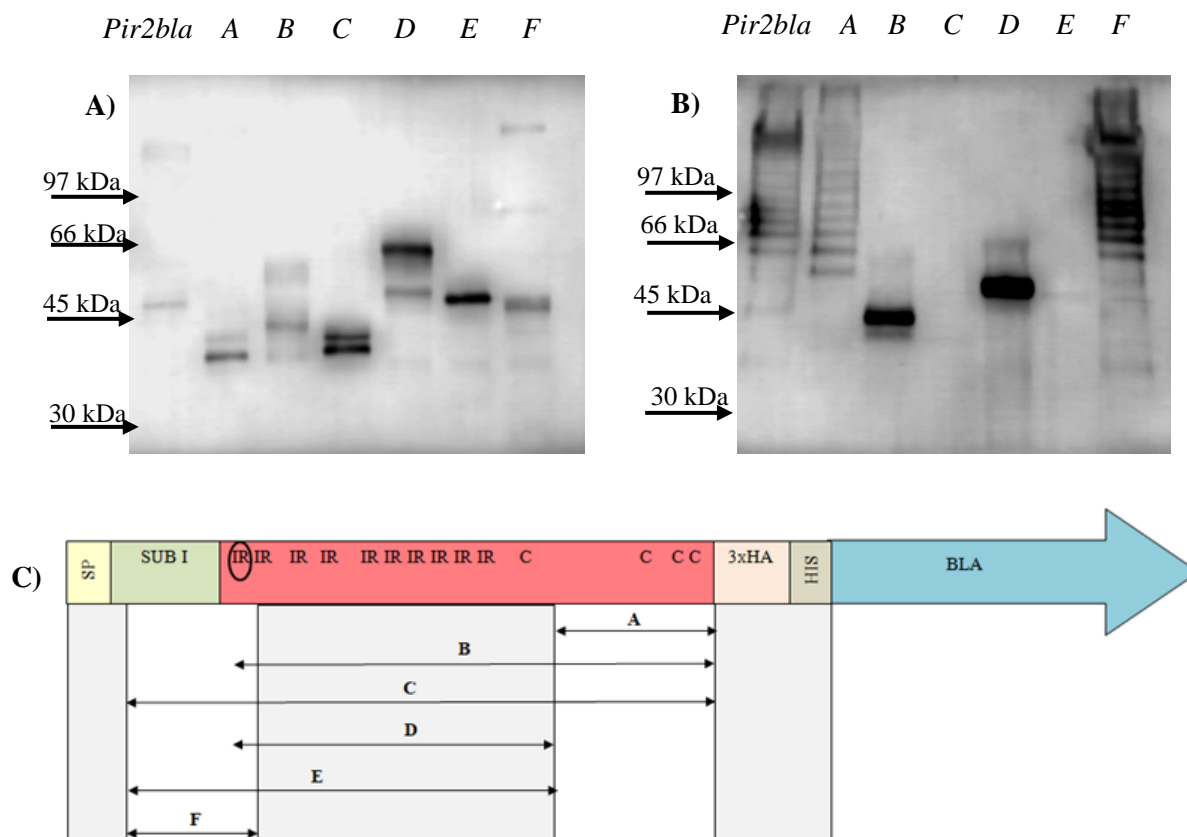 Pir2bla A B C D E F
Pir2bla A B C D E F
A)
97 kDa
66 kDa
45 kDa
30 kDa
B)
97 kDa
66 kDa
45 kDa
30 kDa
C)
SP SUB I IR IR IR IR IR IR IR IR IR IR C C C C 3xHA HIS BLA
A
B
C
D
E
F